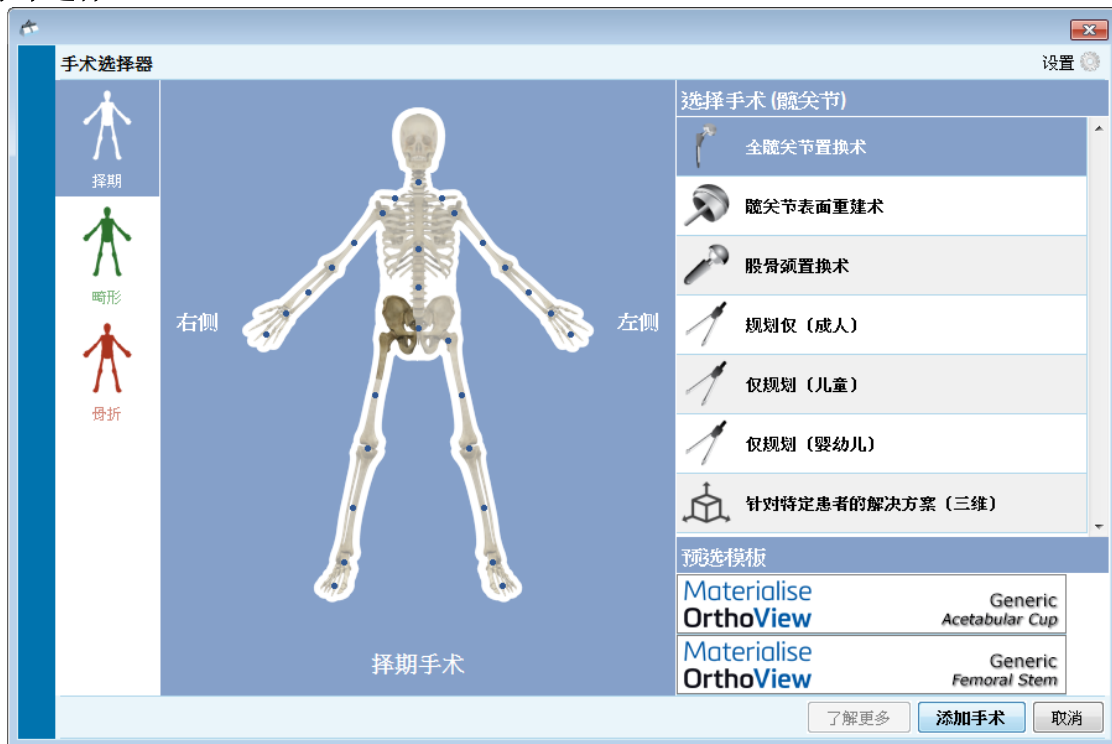 手术选择器
设置
择期
畸形
骨折
右侧
左侧
择期手术
选择手术 (髋关节)
全髋关节置换术
髋关节表面重建术
股骨颈置换术
规划仅（成人）
仅规划（儿童）
仅规划（婴幼儿）
针对特定患者的解决方案（三维）
预选模板
Materialise
OrthoView
Generic
Acetabular Cup
Materialise
OrthoView
Generic
Femoral Stem
了解更多
添加手术
取消